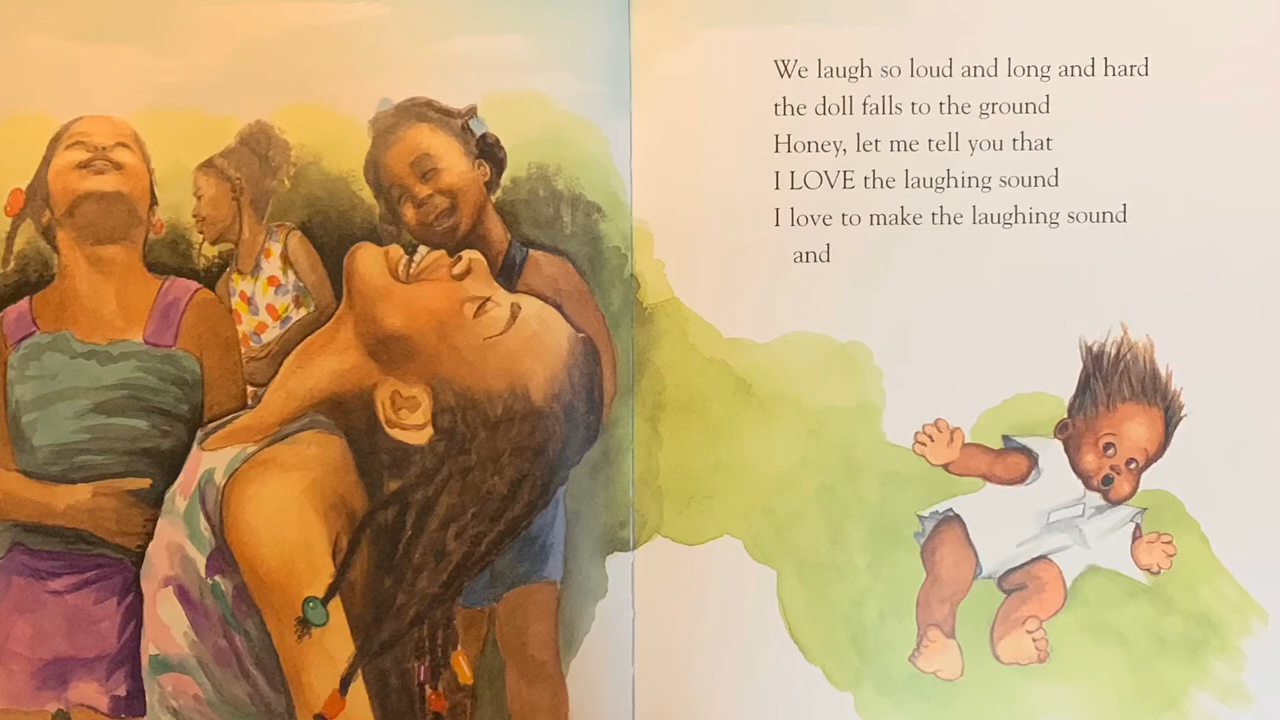 We laugh so loud and long and hard
the doll falls to the ground
Honey, let me tell you that
I LOVE the laughing sound
I love to make the laughing sound
and